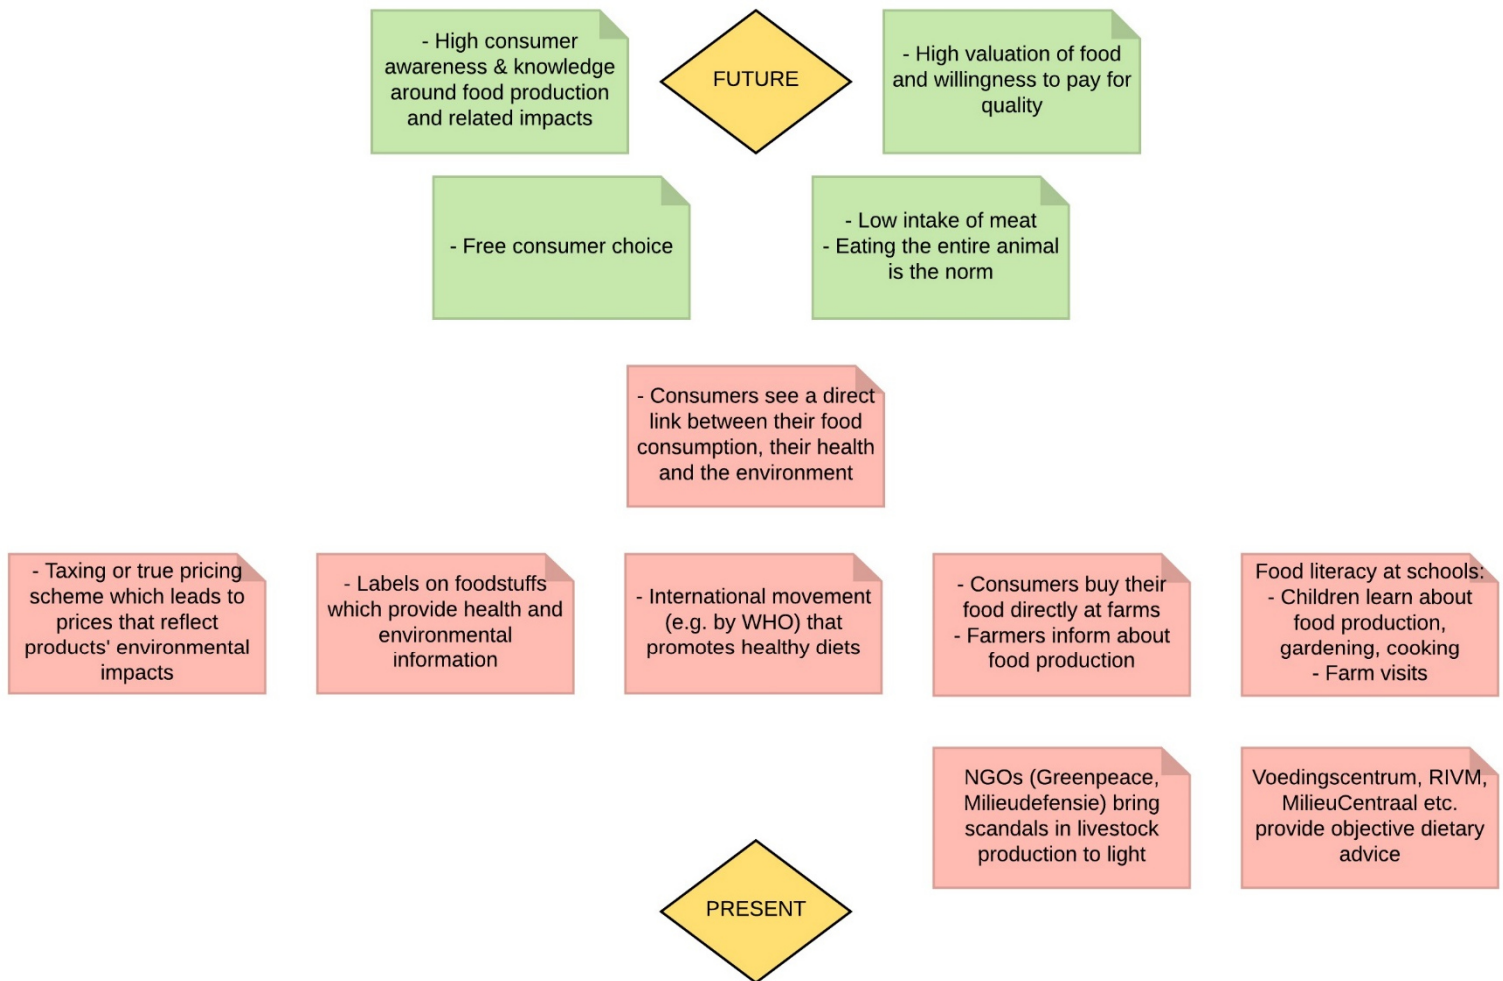 - High consumer
awareness & knowledge
around food production
and related impacts
FUTURE
- High valuation of food
and willingness to pay for
quality
- Free consumer choice
- Low intake of meat
- Eating the entire animal
is the norm
- Consumers see a direct
link between their food
consumption, their health
and the environment
- Taxing or true pricing
scheme which leads to
prices that reflect
products' environmental
impacts
- Labels on foodstuffs
which provide health and
environmental
information
- International movement
(e.g. by WHO) that
promotes healthy diets
- Consumers buy their
food directly at farms
- Farmers inform about
food production
Food literacy at schools:
- Children learn about
food production,
gardening, cooking
- Farm visits
NGOs (Greenpeace,
Milieudefensie) bring
scandals in livestock
production to light
Voedingscentrum, RIVM,
MilieuCentraal etc.
provide objective dietary
advice
PRESENT